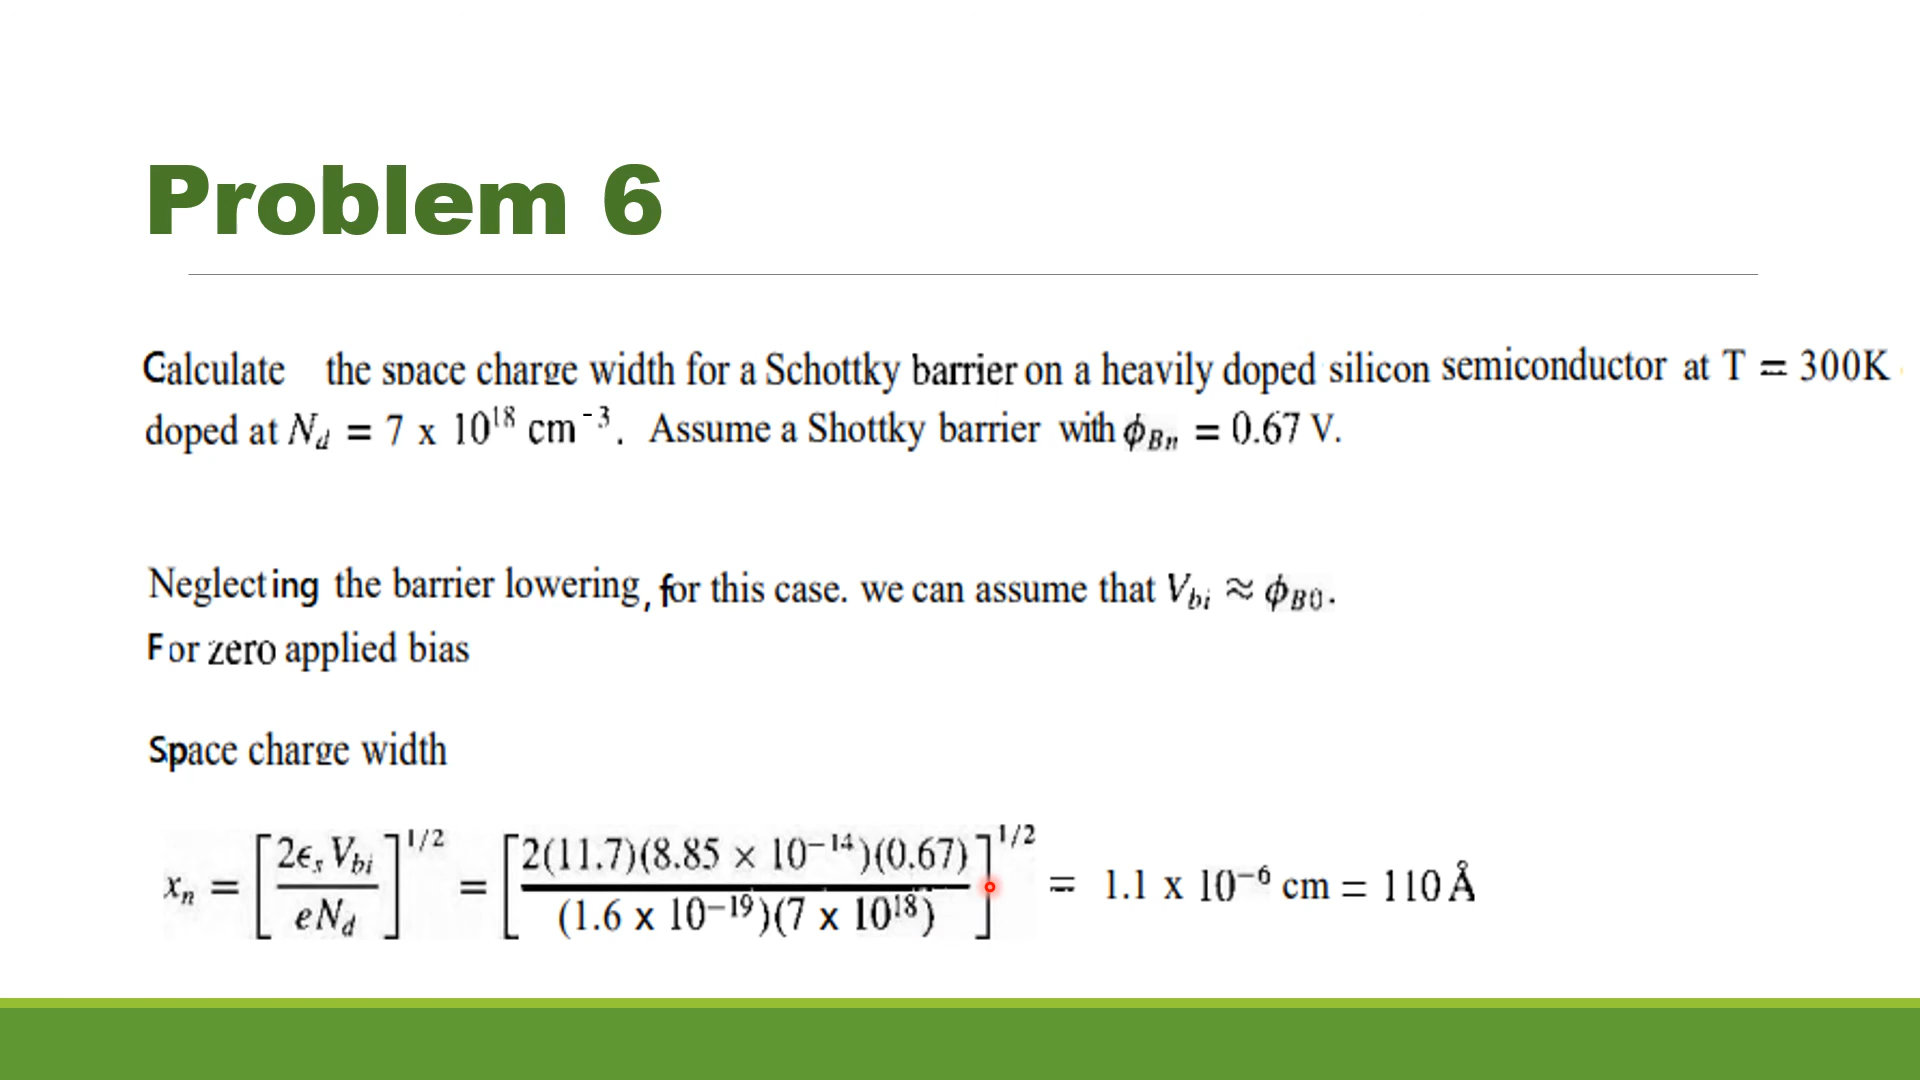 Problem 6
Calculate the space charge width for a Schottky barrier on a heavily doped silicon semiconductor at T = 300K
doped at N_d = 7 x 10^18 cm^-3. Assume a Shottky barrier with ϕ_Bn = 0.67 V.
Neglecting the barrier lowering, for this case. we can assume that V_bi ≈ ϕ_B0.
For zero applied bias
Space charge width
x_n = [2ϵ_s V_bi / eN_d]^1/2 = [2(11.7)(8.85 × 10^−14)(0.67) / (1.6 x 10^−19)(7 x 10^18)]^1/2 = 1.1 x 10^−6 cm = 110 Å